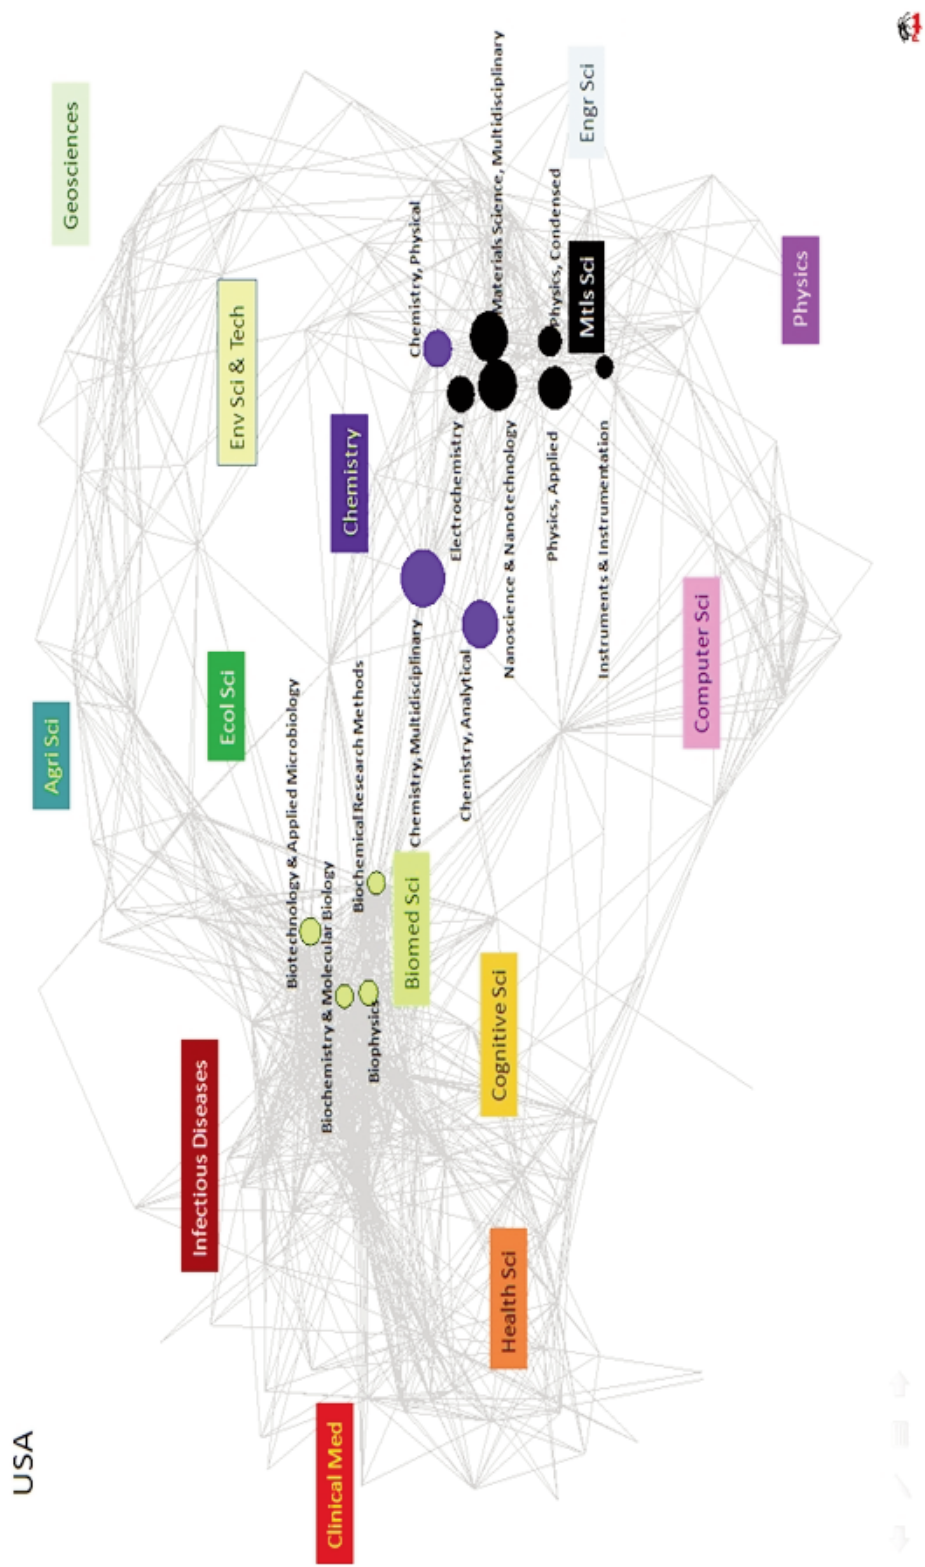 USA
Agri Sci
Geosciences
Infectious Diseases
Ecol Sci
Env Sci & Tech
Biotechnology & Applied Microbiology
Biochemistry & Molecular Biology
Clinical Med
Chemistry
Biochemical Research Methods
Biophysics
Biomed Sci
Chemistry, Multidisciplinary
Chemistry, Physical
Electrochemistry
Chemistry, Analytical
Materials Science, Multidisciplinary
Cognitive Sci
Health Sci
Nanoscience & Nanotechnology
Physics, Applied
Physics, Condensed
Mtls Sci
Engr Sci
Instruments & Instrumentation
Computer Sci
Physics